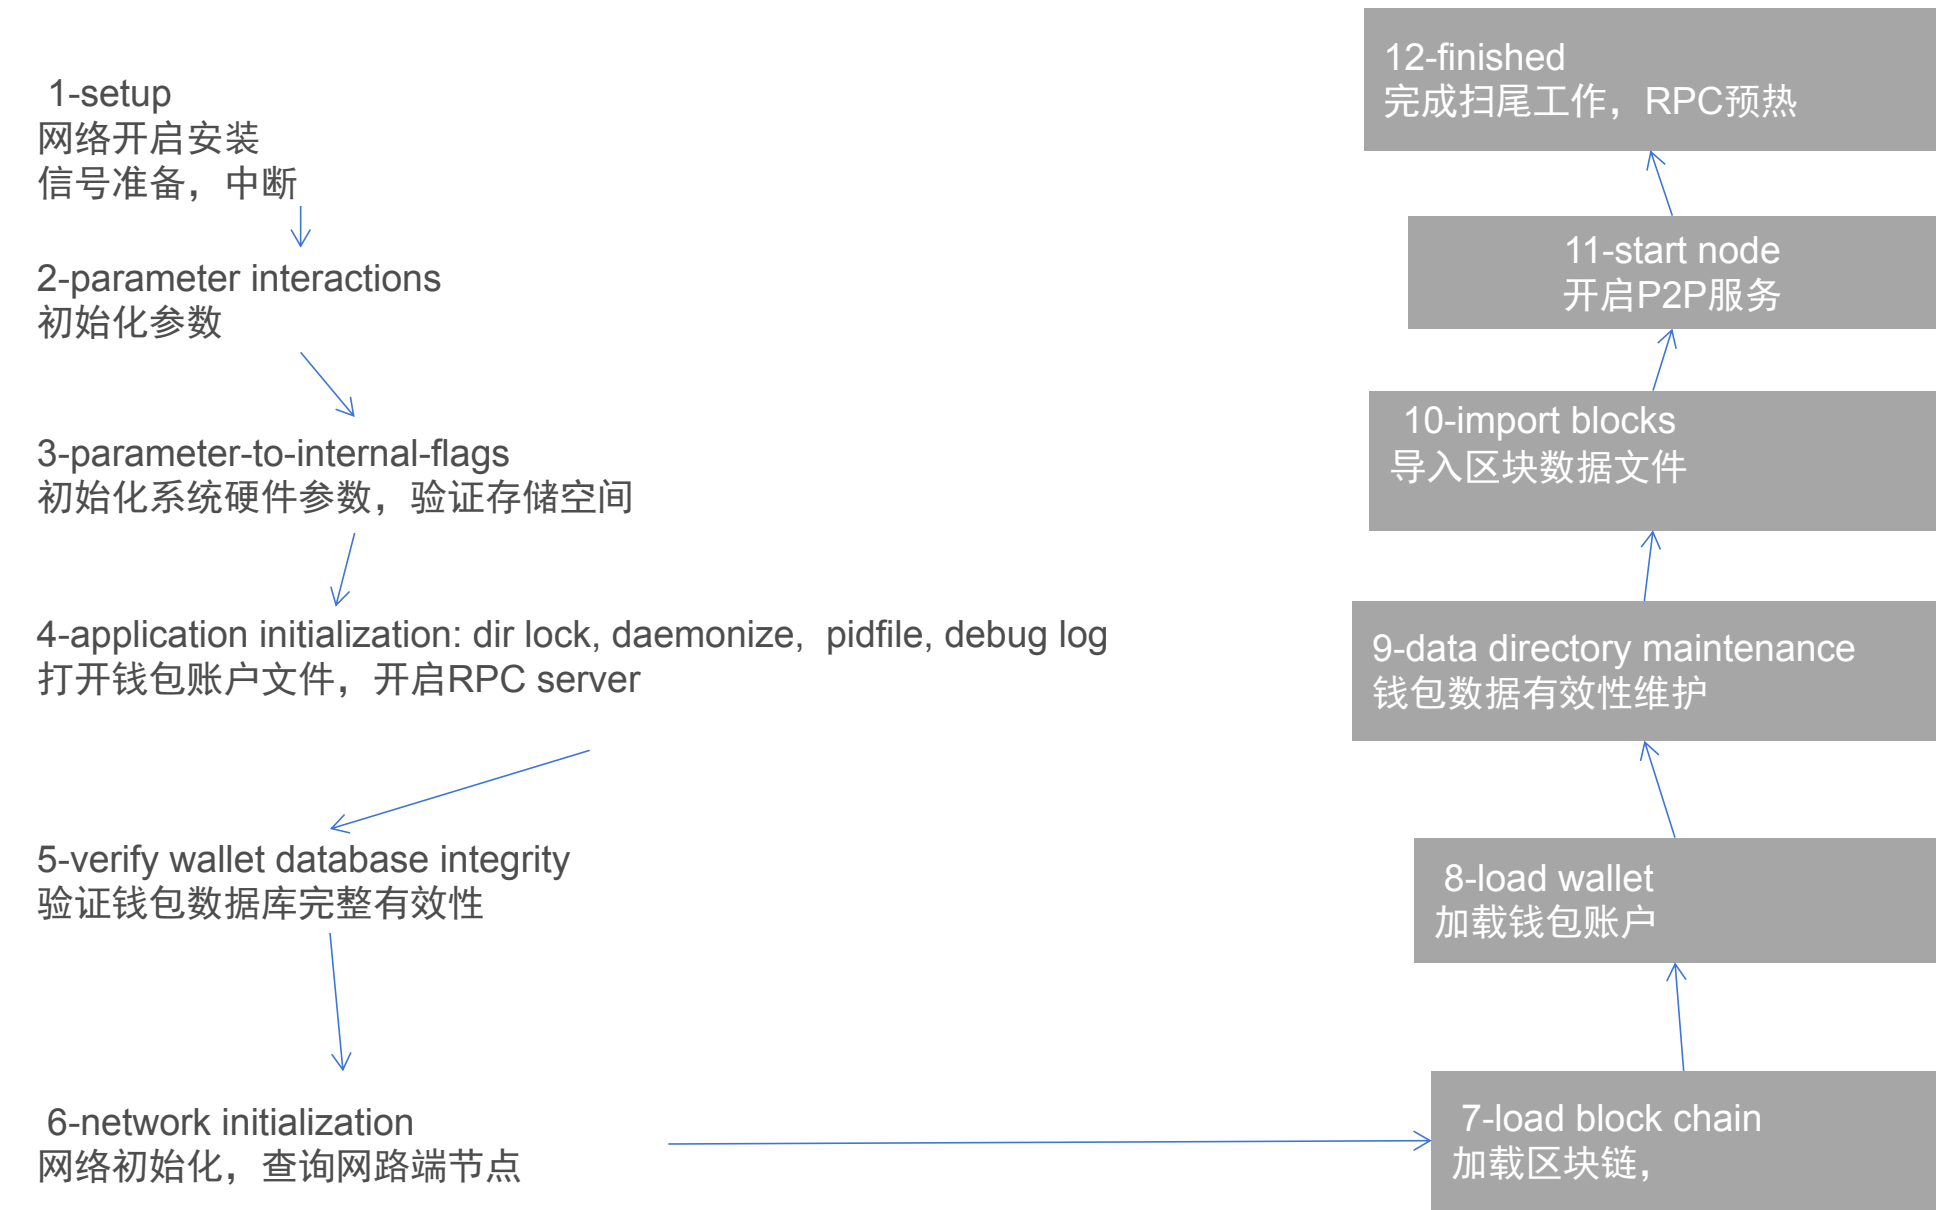 1-setup
网络开启安装
信号准备，中断
2-parameter interactions
初始化参数
3-parameter-to-internal-flags
初始化系统硬件参数，验证存储空间
4-application initialization: dir lock, daemonize,  pidfile, debug log
打开钱包账户文件，开启RPC server
5-verify wallet database integrity
验证钱包数据库完整有效性
6-network initialization
网络初始化，查询网路端节点
7-load block chain
加载区块链，
8-load wallet
加载钱包账户
9-data directory maintenance
钱包数据有效性维护
10-import blocks
导入区块数据文件
11-start node
开启P2P服务
12-finished
完成扫尾工作，RPC预热